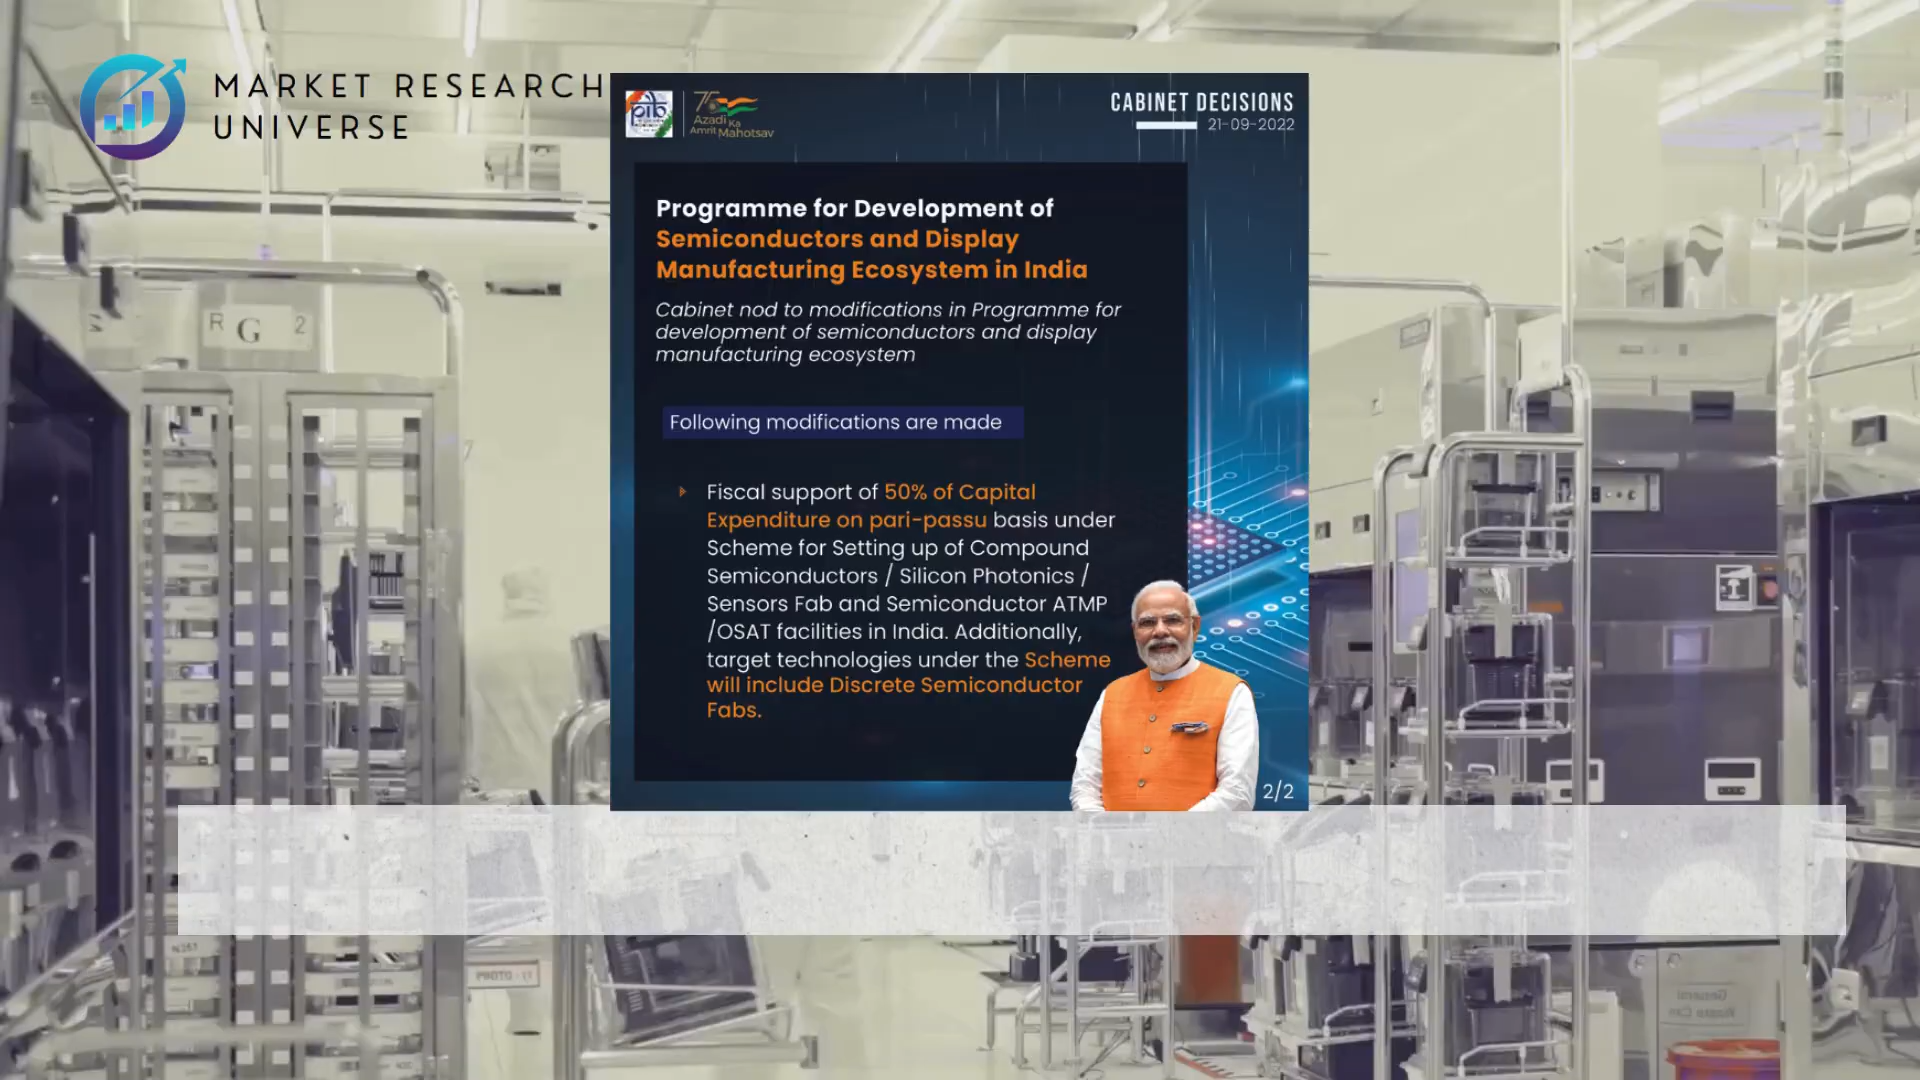 MARKET RESEARCH
UNIVERSE
pib
75
Azadi Ka
Amrit Mahotsav
CABINET DECISIONS
21-09-2022
Programme for Development of
Semiconductors and Display
Manufacturing Ecosystem in India
Cabinet nod to modifications in Programme for
development of semiconductors and display
manufacturing ecosystem
Following modifications are made
Fiscal support of 50% of Capital
Expenditure on pari-passu basis under
Scheme for Setting up of Compound
Semiconductors / Silicon Photonics /
Sensors Fab and Semiconductor ATMP
/OSAT facilities in India. Additionally,
target technologies under the Scheme
will include Discrete Semiconductor
Fabs.
2/2
R G 2
N251
PHOTO-11